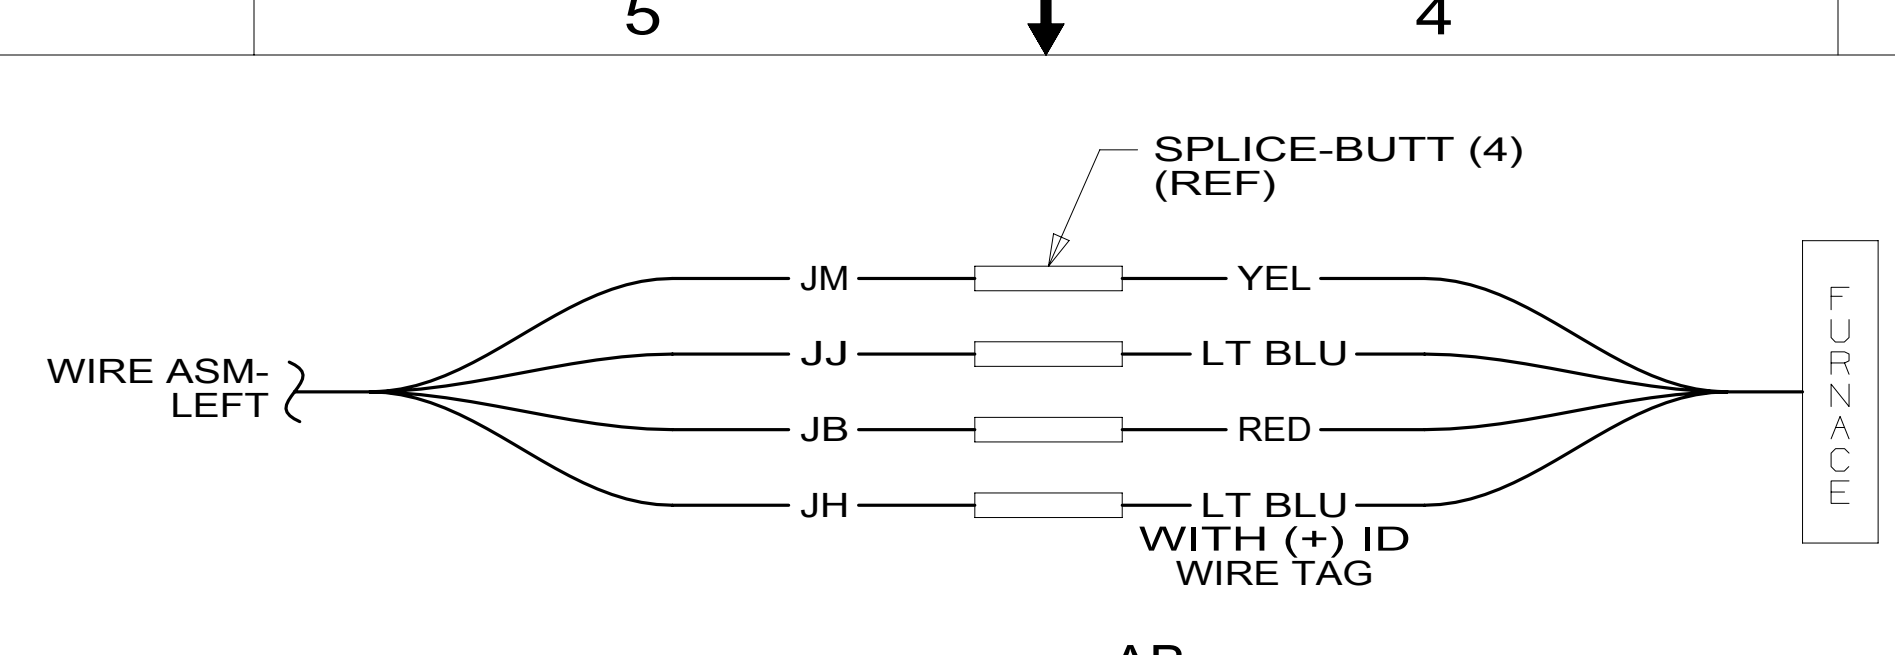 5 4
SPLICE-BUTT (4)
(REF)
JM YEL
JJ LT BLU
WIRE ASM-
LEFT
JB RED
JH LT BLU
WITH (+) ID
WIRE TAG
FURNACE